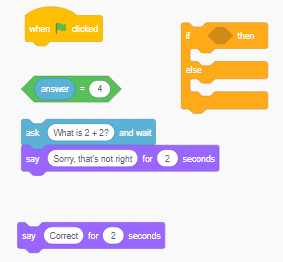 when clicked
if then
else
answer = 4
ask What is 2 + 2? and wait
say Sorry, that's not right for 2 seconds
say Correct for 2 seconds